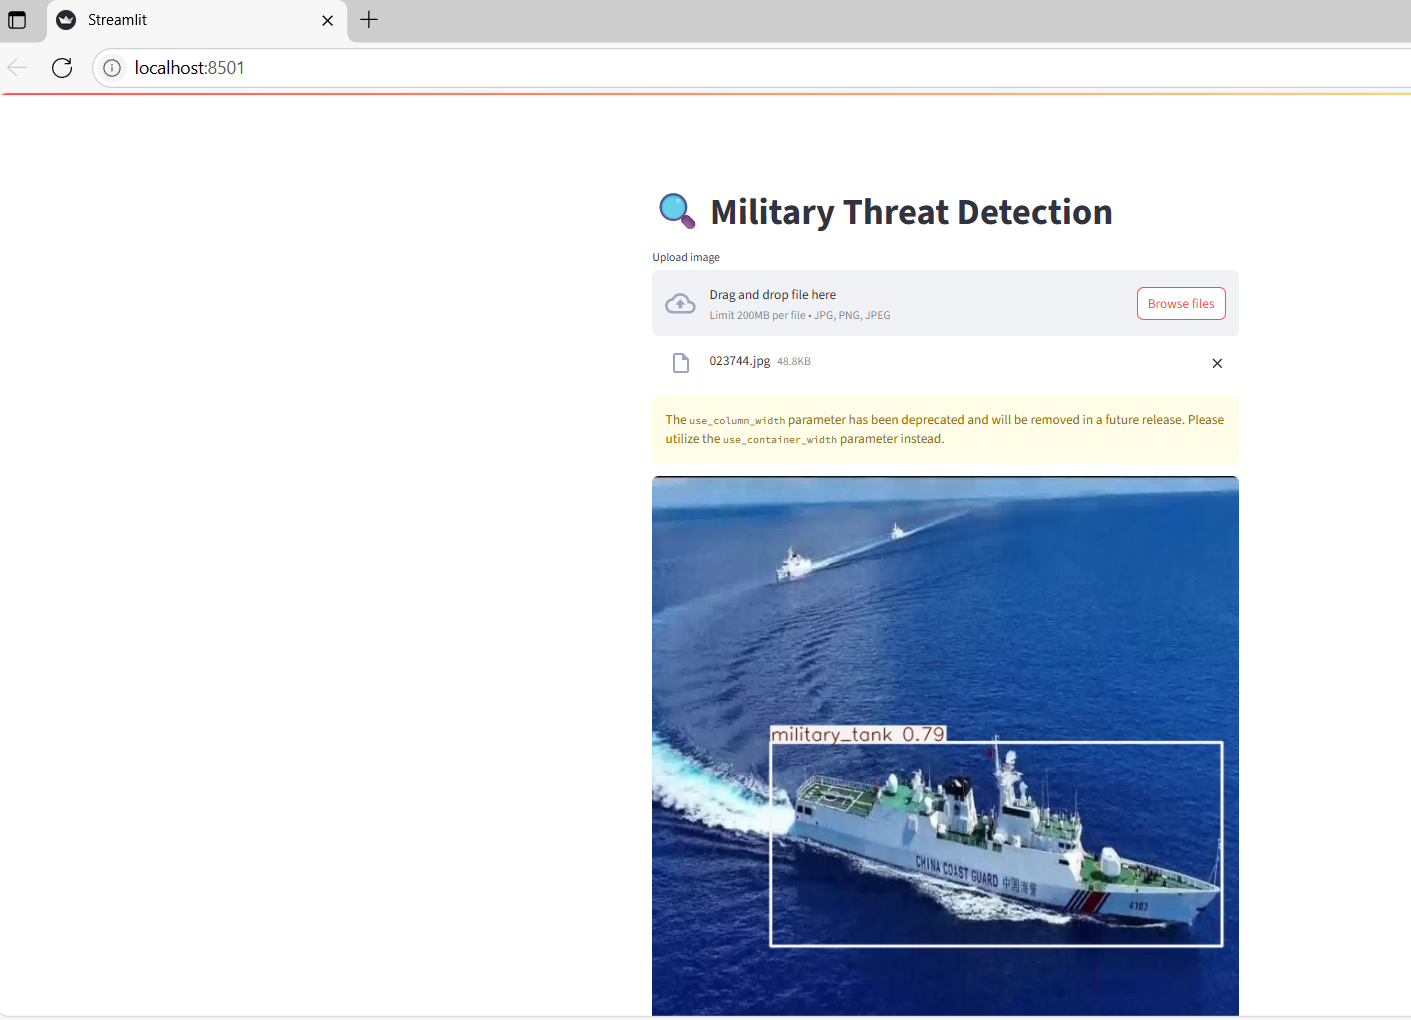 Streamlit
localhost:8501
Military Threat Detection
Upload image
Drag and drop file here
Limit 200MB per file • JPG, PNG, JPEG
Browse files
023744.jpg 48.8KB
The use_column_width parameter has been deprecated and will be removed in a future release. Please
utilize the use_container_width parameter instead.
military_tank 0.79
CHINA COAST GUARD 中国海警
4103